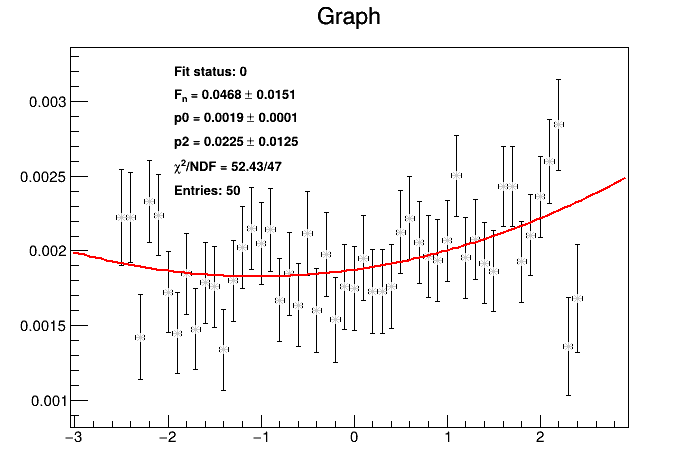 Graph
Fit status: 0
Fn = 0.0468 ± 0.0151
p0 = 0.0019 ± 0.0001
p2 = 0.0225 ± 0.0125
χ²/NDF = 52.43/47
Entries: 50
0.003
0.0025
0.002
0.0015
0.001
−3 −2 −1 0 1 2